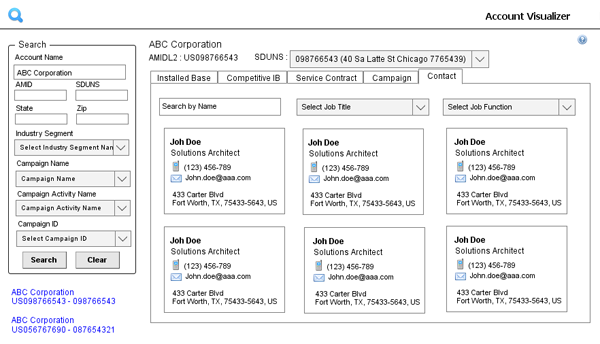 Account Visualizer
Search
Account Name
ABC Corporation
AMID SDUNS
State Zip
Industry Segment
Select Industry Segment Nan
Campaign Name
Campaign Name
Campaign Activity Name
Campaign Activity Name
Campaign ID
Select Campaign ID
Search Clear
ABC Corporation
US098766543 - 098766543
ABC Corporation
US056767690 - 087654321
ABC Corporation
AMIDL2 : US098766543 SDUNS : 098766543 (40 Sa Latte St Chicago 7765439)
Installed Base Competitive IB Service Contract Campaign Contact
Search by Name Select Job Title Select Job Function
Joh Doe
Solutions Architect
(123) 456-789
John.doe@aaa.com
433 Carter Blvd
Fort Worth, TX, 75433-5643, US
Joh Doe
Solutions Architect
(123) 456-789
John.doe@aaa.com
433 Carter Blvd
Fort Worth, TX, 75433-5643, US
Joh Doe
Solutions Architect
(123) 456-789
John.doe@aaa.com
433 Carter Blvd
Fort Worth, TX, 75433-5643, US
Joh Doe
Solutions Architect
(123) 456-789
John.doe@aaa.com
433 Carter Blvd
Fort Worth, TX, 75433-5643, US
Joh Doe
Solutions Architect
(123) 456-789
John.doe@aaa.com
433 Carter Blvd
Fort Worth, TX, 75433-5643, US
Joh Doe
Solutions Architect
(123) 456-789
John.doe@aaa.com
433 Carter Blvd
Fort Worth, TX, 75433-5643, US